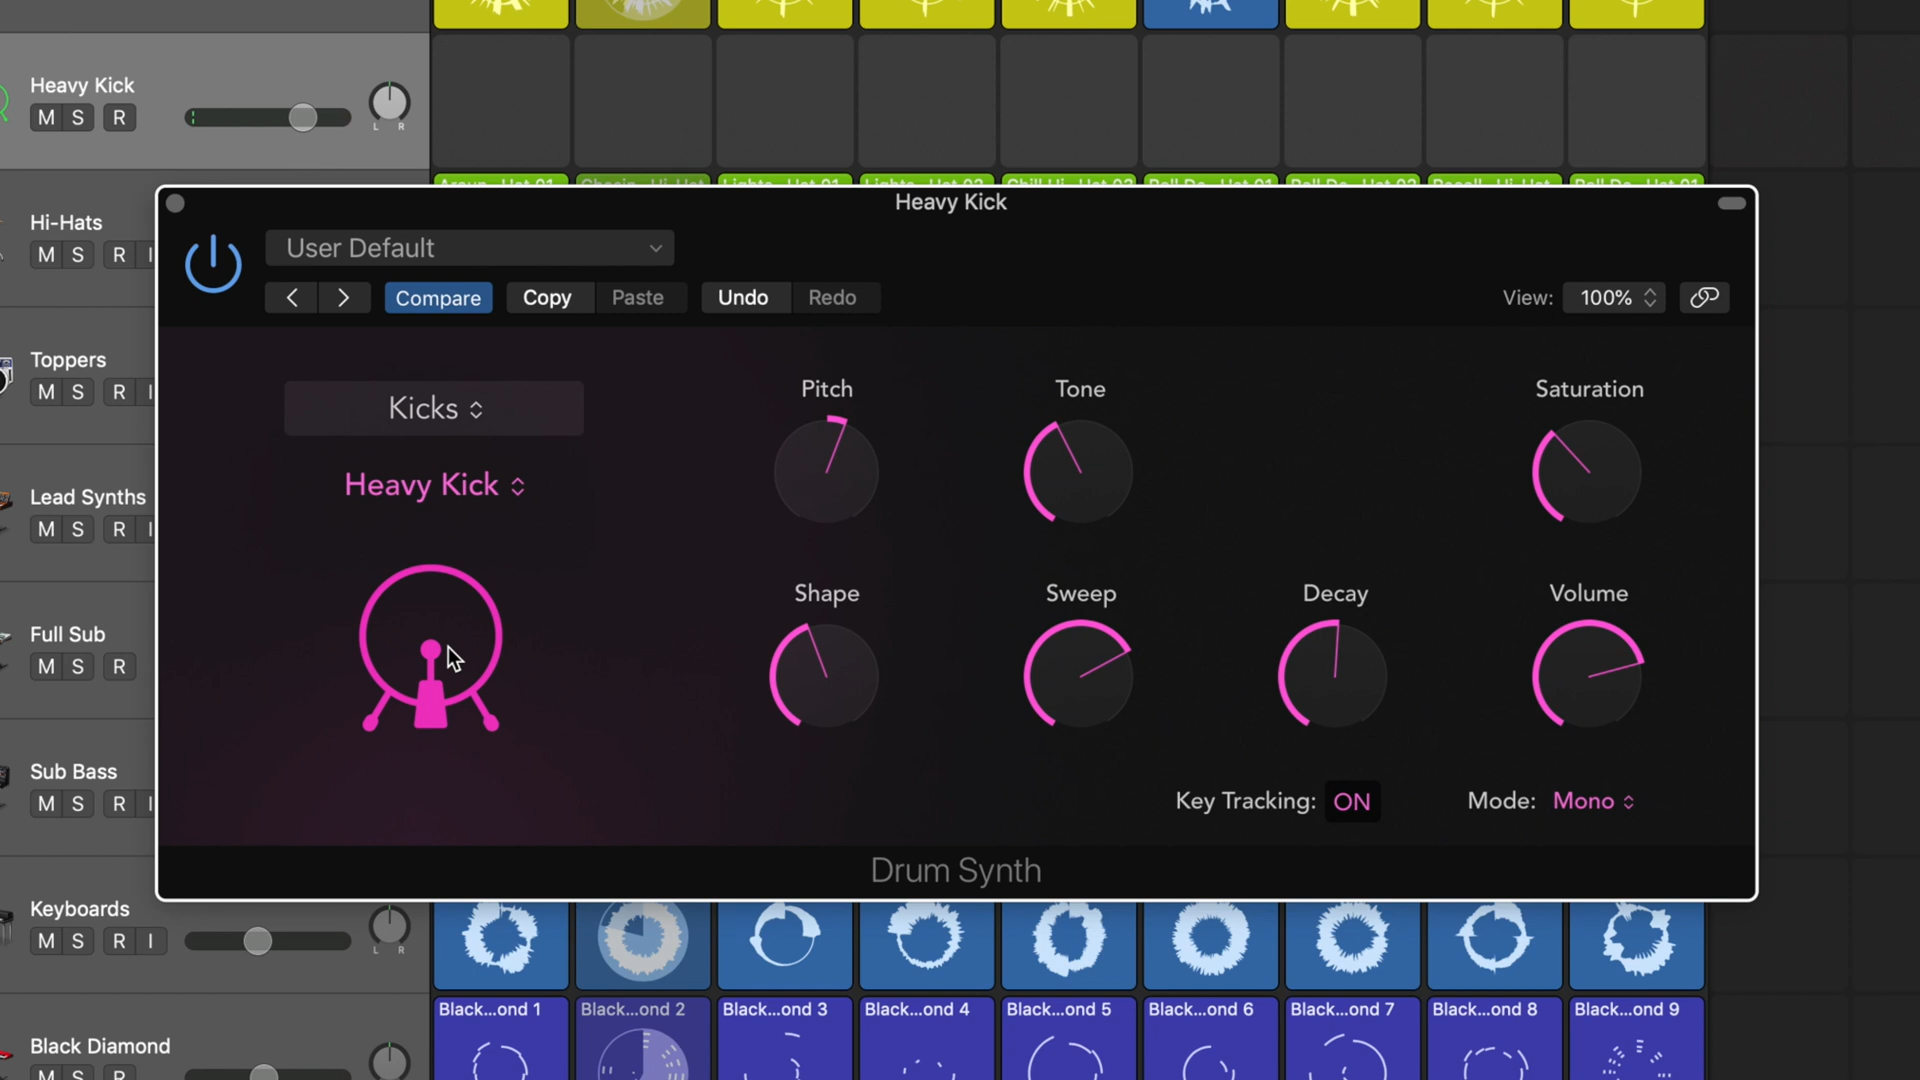 Heavy Kick
M S R
L R
Hi-Hats
M S R I
Toppers
M S R I
Lead Synths
M S R I
Full Sub
M S R
Sub Bass
M S R I
Keyboards
M S R I
L R
Black Diamond
M S R
Heavy Kick
User Default
Compare Copy Paste Undo Redo
View: 100%
Kicks
Heavy Kick
Pitch Tone Saturation
Shape Sweep Decay Volume
Key Tracking: ON Mode: Mono
Drum Synth
Black...ond 1 Black...ond 2 Black...ond 3 Black...ond 4 Black...ond 5 Black...ond 6 Black...ond 7 Black...ond 8 Black...ond 9